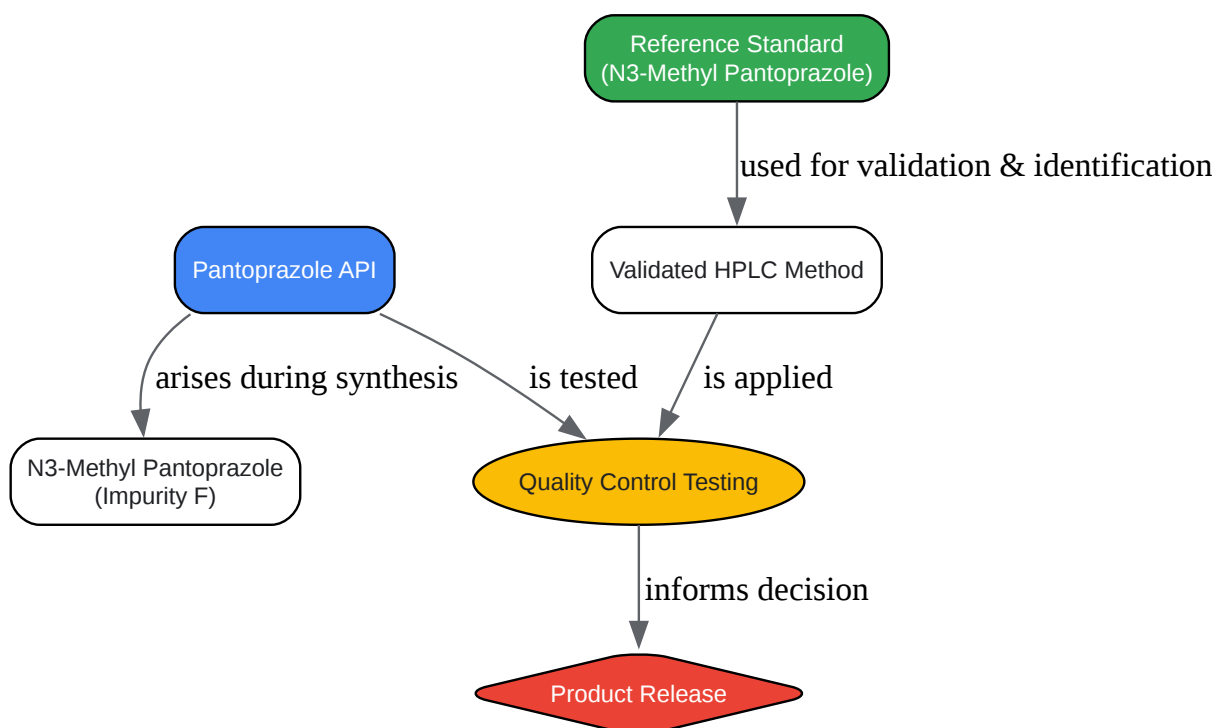 Reference Standard
(N3-Methyl Pantoprazole)
used for validation & identification
Pantoprazole API
Validated HPLC Method
arises during synthesis
is tested
is applied
N3-Methyl Pantoprazole
(Impurity F)
Quality Control Testing
informs decision
Product Release